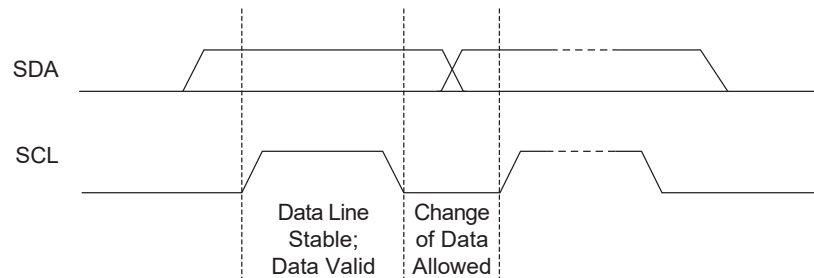 SDA
SCL
Data Line
Stable;
Data Valid
Change
of Data
Allowed